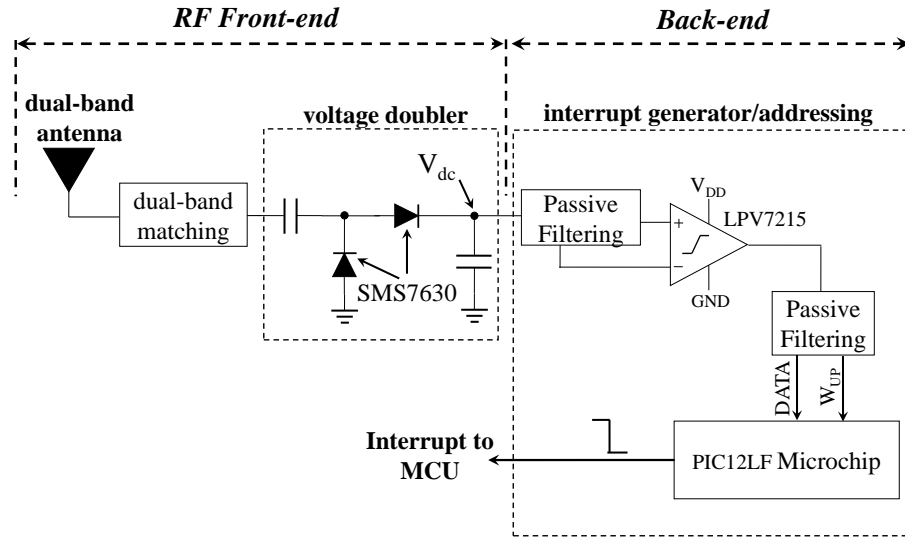 RF Front-end
Back-end
dual-band
antenna
voltage doubler
interrupt generator/addressing
V_dc
dual-band
matching
SMS7630
Passive
Filtering
V_DD
LPV7215
+
−
GND
Passive
Filtering
DATA
W_UP
Interrupt to
MCU
PIC12LF Microchip